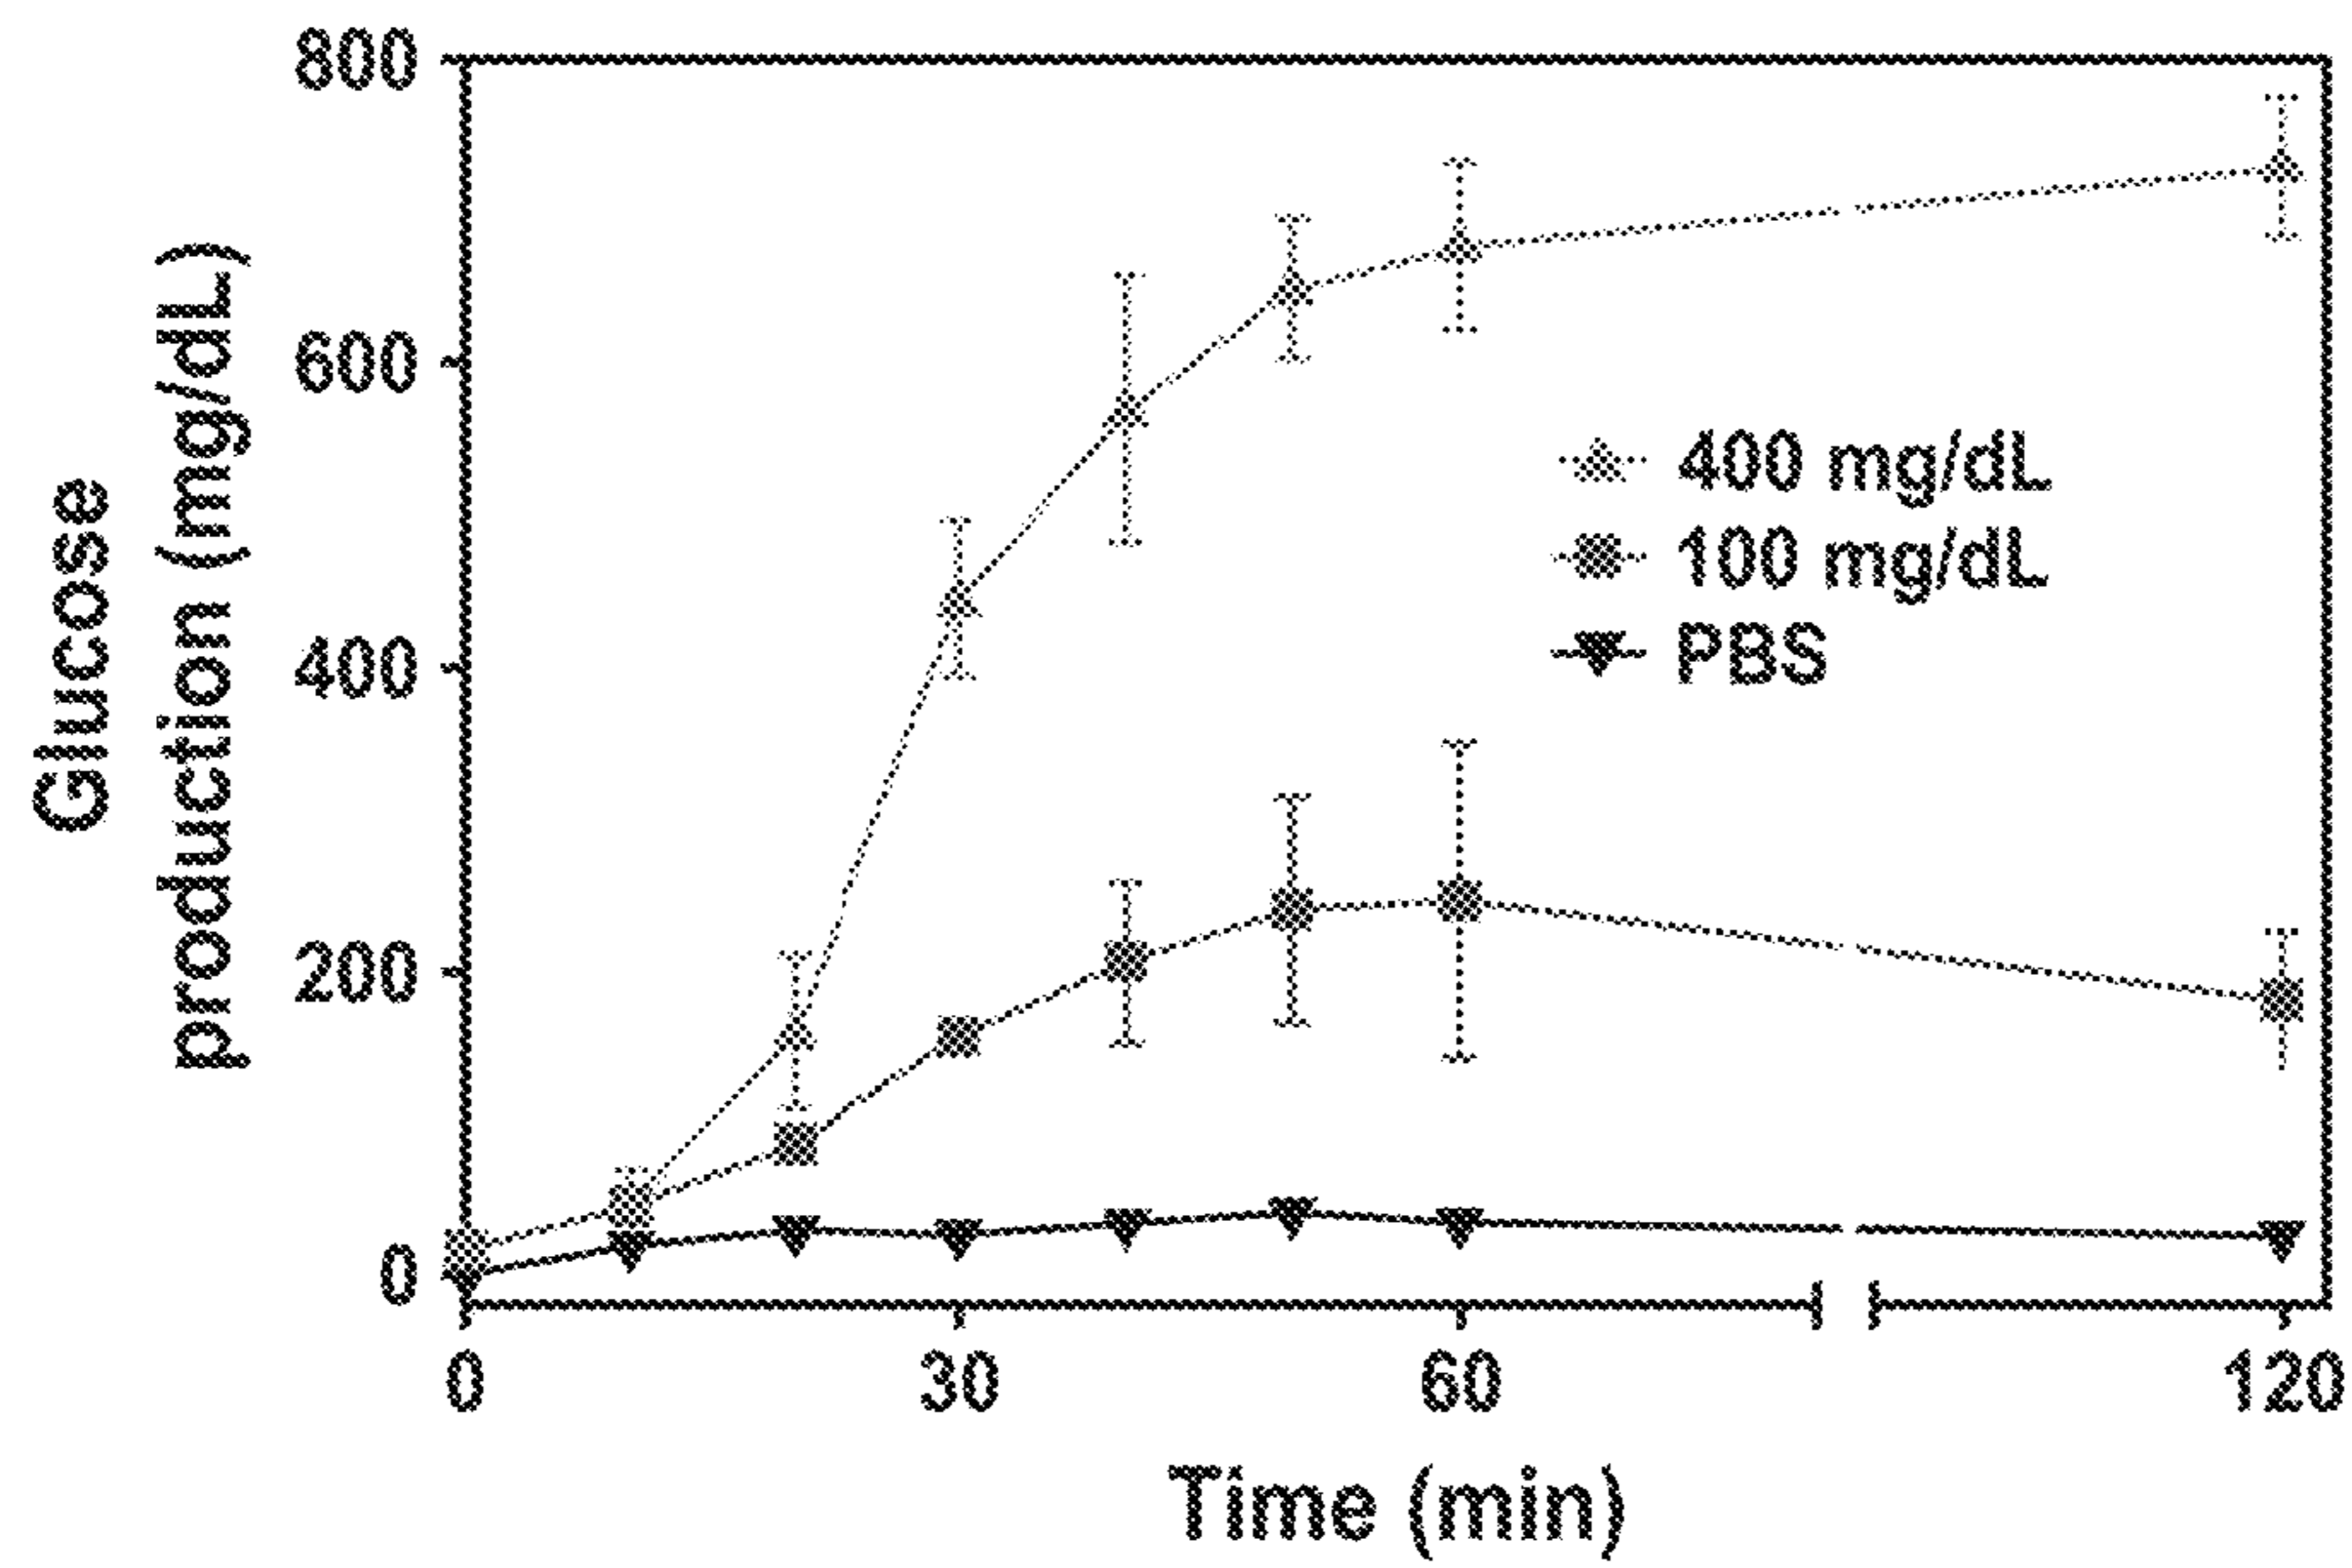 Glucose
production (mg/dL)
800
600
400
200
0
400 mg/dL
100 mg/dL
PBS
0 30 60 120
Time (min)